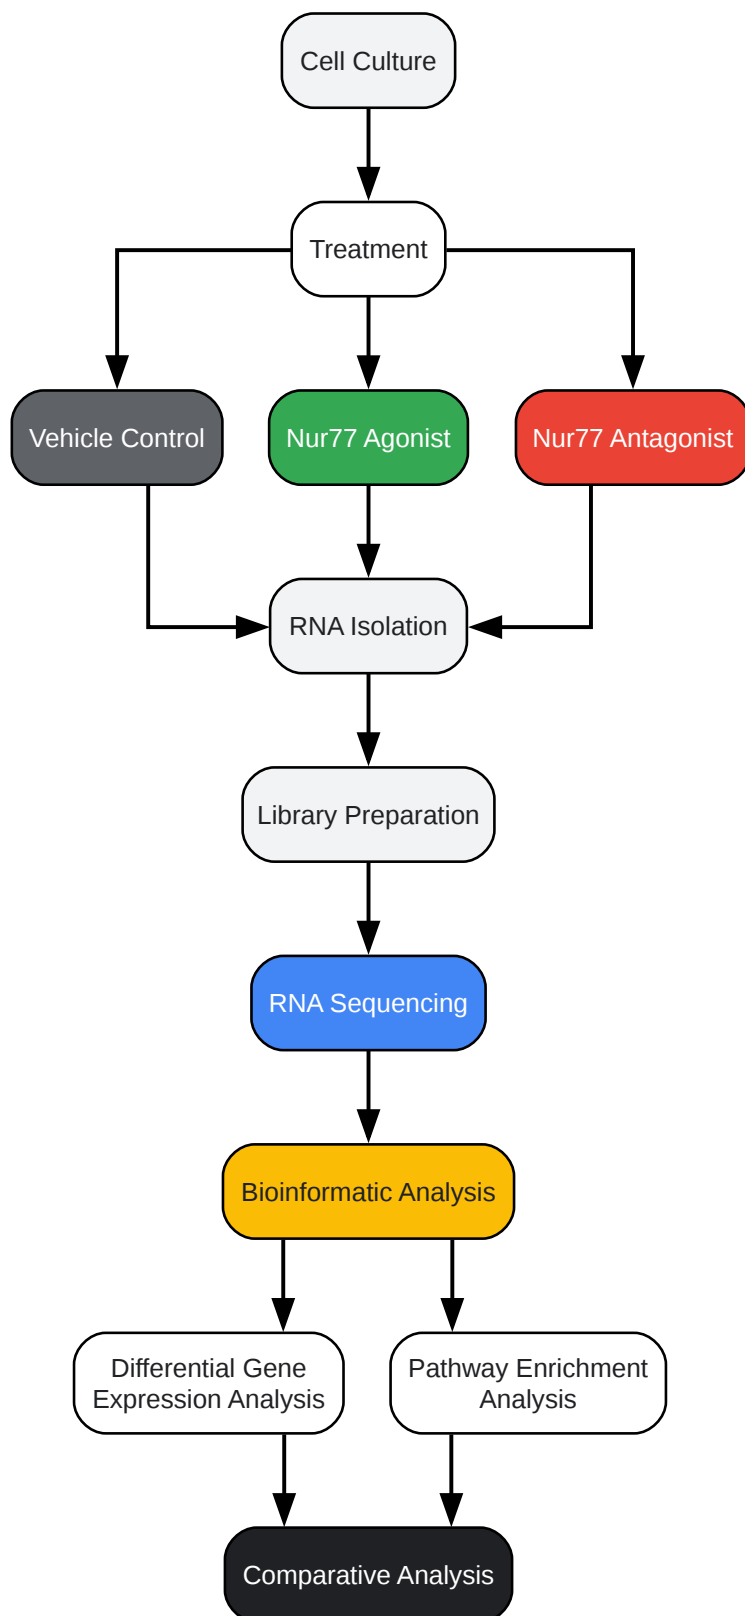 Cell Culture
Treatment
Vehicle Control
Nur77 Agonist
Nur77 Antagonist
RNA Isolation
Library Preparation
RNA Sequencing
Bioinformatic Analysis
Differential Gene
Expression Analysis
Pathway Enrichment
Analysis
Comparative Analysis